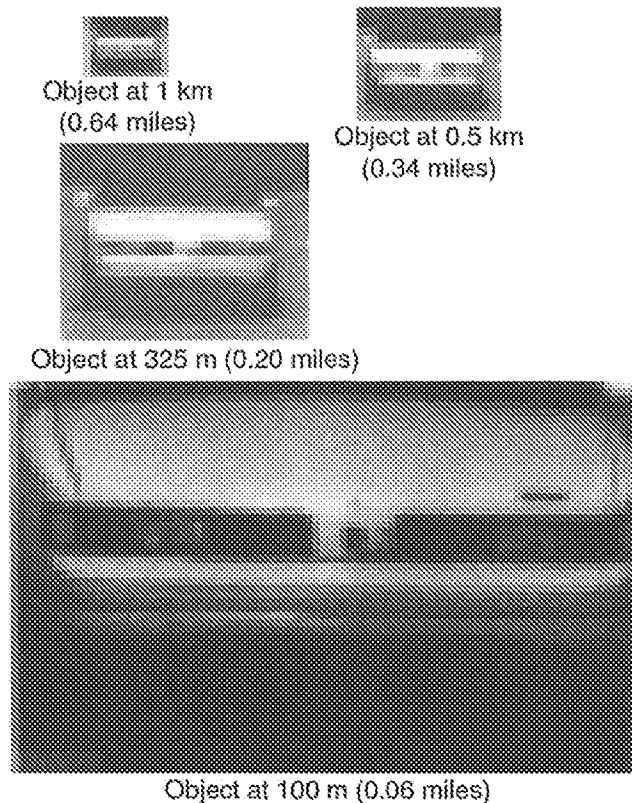 Object at 1 km
(0.64 miles)
Object at 0.5 km
(0.34 miles)
Object at 325 m (0.20 miles)
Object at 100 m (0.06 miles)